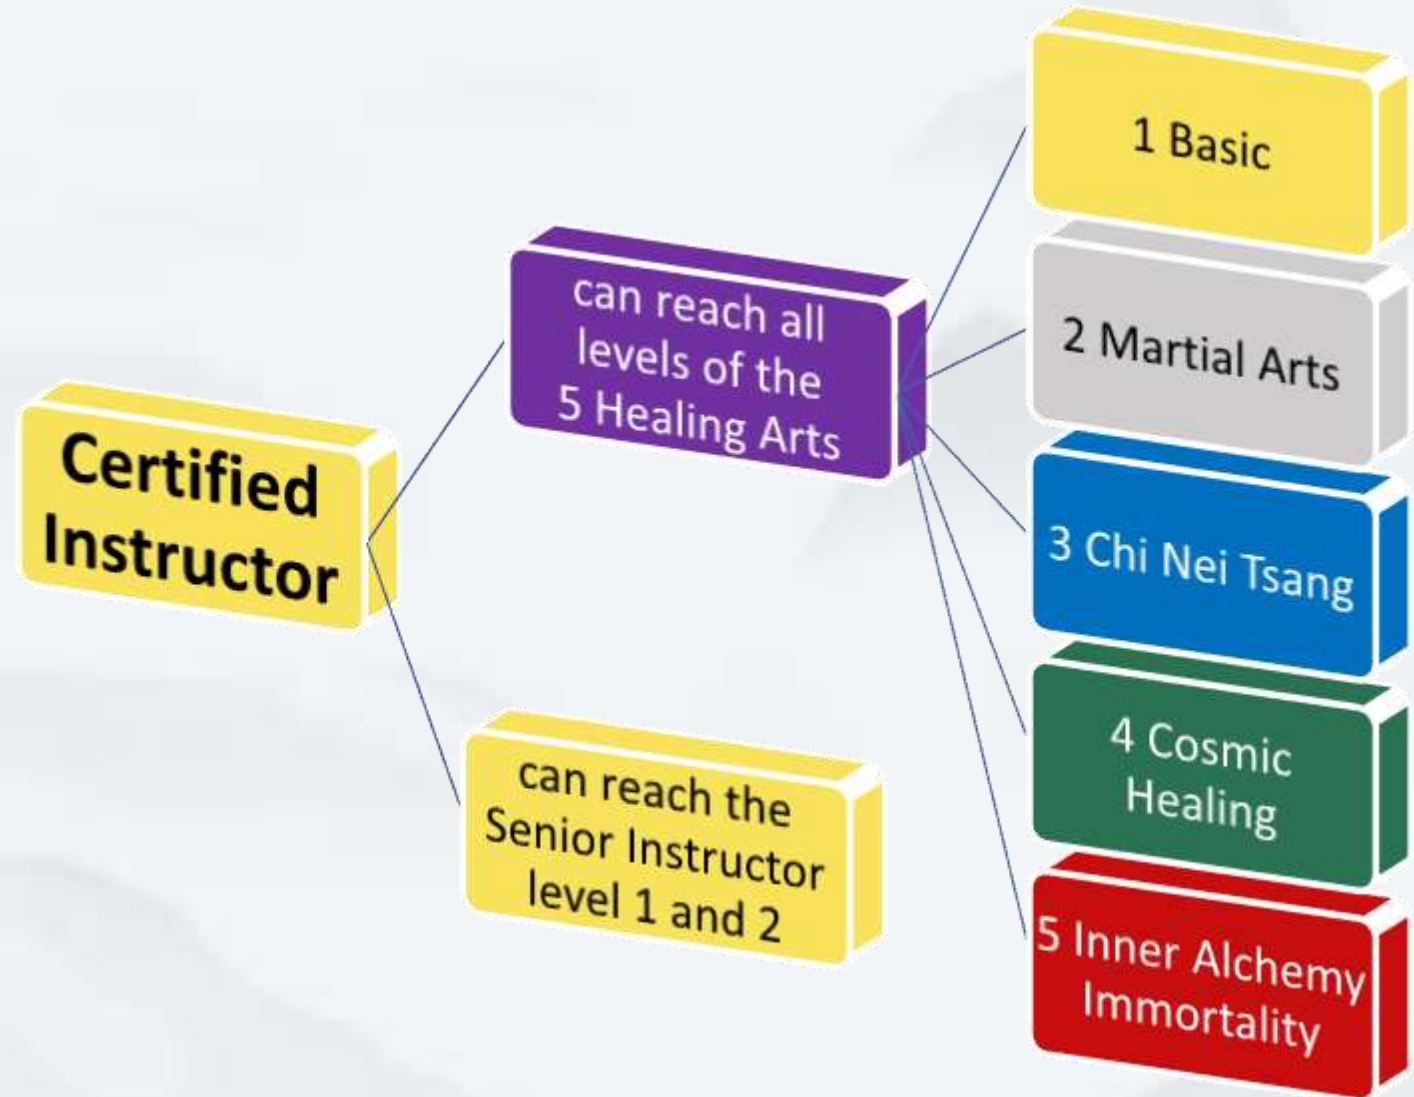 Certified
Instructor
can reach all
levels of the
5 Healing Arts
can reach the
Senior Instructor
level 1 and 2
1 Basic
2 Martial Arts
3 Chi Nei Tsang
4 Cosmic
Healing
5 Inner Alchemy
Immortality